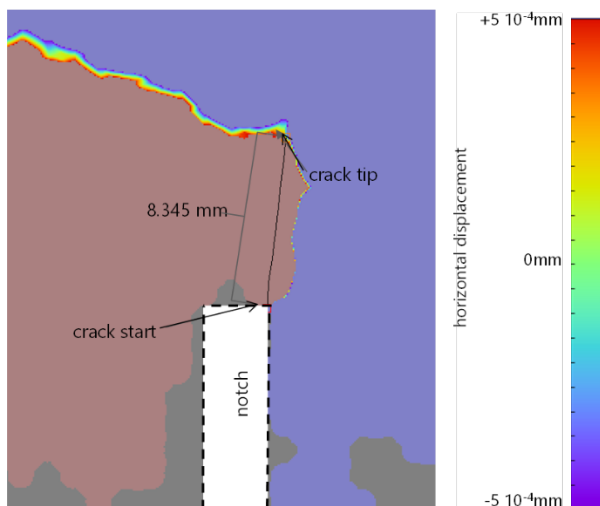 +5 10⁻⁴mm
crack tip
8.345 mm
horizontal displacement
0mm
crack start
notch
-5 10⁻⁴mm